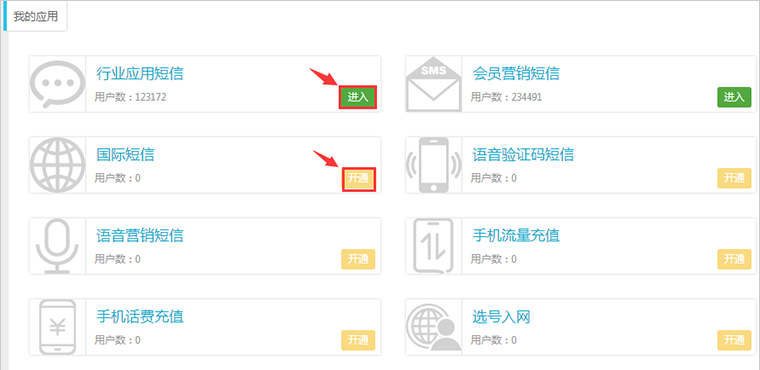 我的应用
行业应用短信
用户数：123172
进入
SMS
会员营销短信
用户数：234491
进入
国际短信
用户数：0
开通
语音验证码短信
用户数：0
开通
语音营销短信
用户数：0
开通
手机流量充值
用户数：0
开通
¥
手机话费充值
用户数：0
开通
选号入网
用户数：0
开通